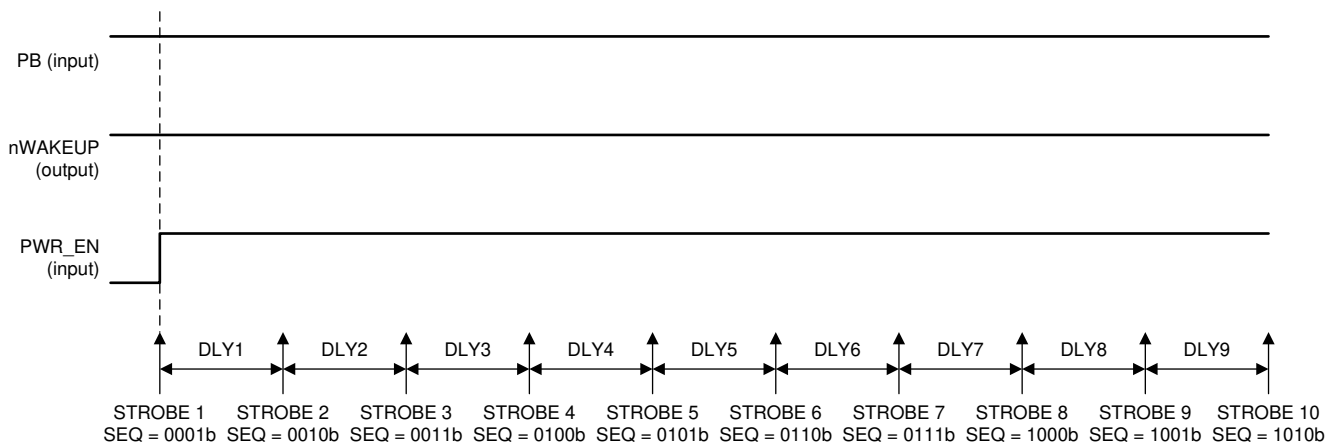 PB (input)
nWAKEUP
(output)
PWR_EN
(input)
DLY1 DLY2 DLY3 DLY4 DLY5 DLY6 DLY7 DLY8 DLY9
STROBE 1 STROBE 2 STROBE 3 STROBE 4 STROBE 5 STROBE 6 STROBE 7 STROBE 8 STROBE 9 STROBE 10
SEQ = 0001b SEQ = 0010b SEQ = 0011b SEQ = 0100b SEQ = 0101b SEQ = 0110b SEQ = 0111b SEQ = 1000b SEQ = 1001b SEQ = 1010b